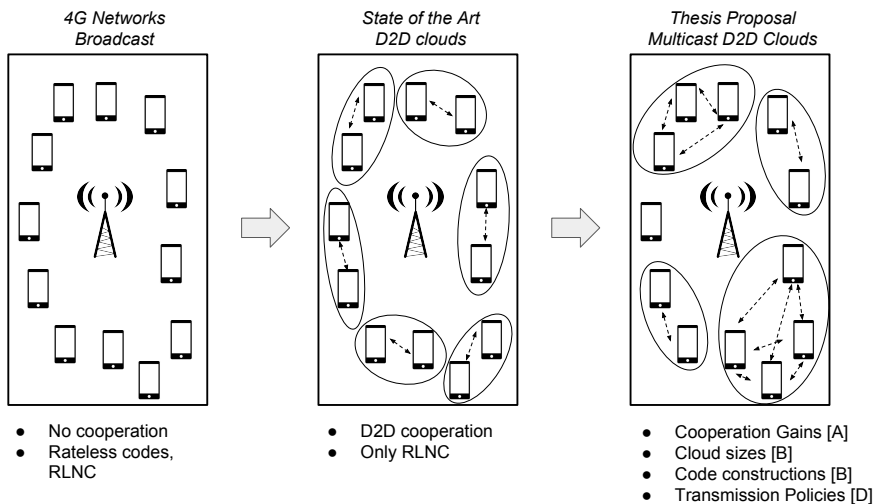 4G Networks
Broadcast
State of the Art
D2D clouds
Thesis Proposal
Multicast D2D Clouds
● No cooperation
● Rateless codes,
RLNC
● D2D cooperation
● Only RLNC
● Cooperation Gains [A]
● Cloud sizes [B]
● Code constructions [B]
● Transmission Policies [D]